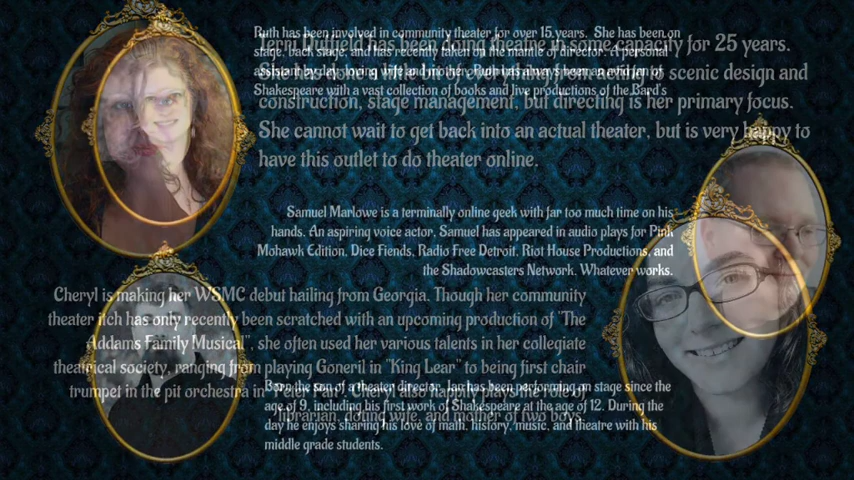 Ruth has been involved in community theater for over 15 years. She has been on
stage, back stage, and has recently taken on the mantle of director. A personal
assistant by day, loving wife and mother, Ruth has always been an avid fan of
Shakespeare with a vast collection of books and live productions of the Bard's
has been doing theatre in some capacity for 25 years.
She has scenic design and
construction, stage management, but directing is her primary focus.
She cannot wait to get back into an actual theater, but is very happy to
have this outlet to do theater online.
Samuel Marlowe is a terminally online geek with far too much time on his
hands. An aspiring voice actor, Samuel has appeared in audio plays for Pink
Mohawk Edition, Dice Fiends, Radio Free Detroit, Riot House Productions, and
the Shadowcasters Network. Whatever works.
Cheryl is making her WSMC debut hailing from Georgia. Though her community
theater itch has only recently been scratched with an upcoming production of "The
Addams Family Musical", she often used her various talents in her collegiate
theatrical society, ranging from playing Goneril in "King Lear" to being first chair
trumpet in the pit orchestra in "Peter Pan". Cheryl also happily plays the role of
librarian, doting wife, and mother of two boys.
Born the son of a theater director, Ian has been performing on stage since the
age of 9, including his first work of Shakespeare at the age of 12. During the
day he enjoys sharing his love of math, history, music, and theatre with his
middle grade students.